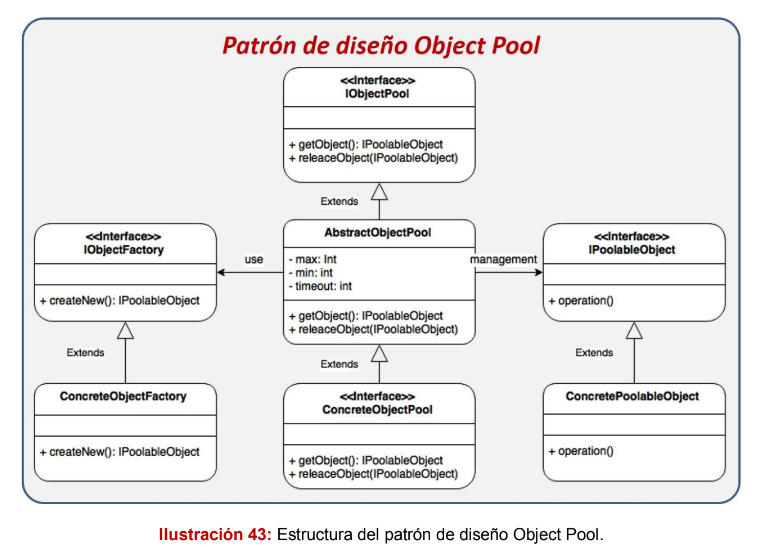 Patrón de diseño Object Pool
<<Interface>>
IObjectPool
+ getObject(): IPoolableObject
+ releaceObject(IPoolableObject)
Extends
<<Interface>>
IObjectFactory
+ createNew(): IPoolableObject
use
AbstractObjectPool
- max: Int
- min: int
- timeout: int
+ getObject(): IPoolableObject
+ releaceObject(IPoolableObject)
management
<<Interface>>
IPoolableObject
+ operation()
Extends
Extends
Extends
ConcreteObjectFactory
+ createNew(): IPoolableObject
<<Interface>>
ConcreteObjectPool
+ getObject(): IPoolableObject
+ releaceObject(IPoolableObject)
ConcretePoolableObject
+ operation()
Ilustración 43: Estructura del patrón de diseño Object Pool.